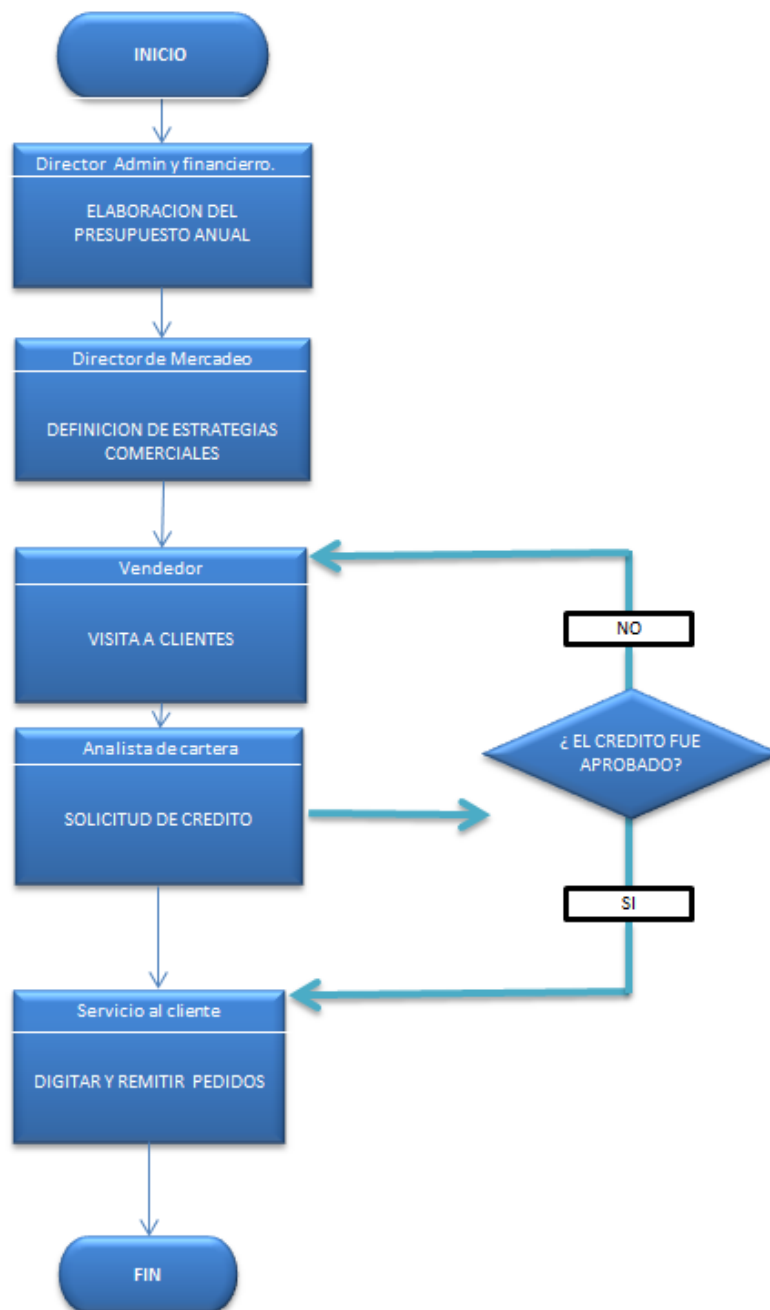 INICIO
Director Admin y financierro.
ELABORACION DEL
PRESUPUESTO ANUAL
Director de Mercadeo
DEFINICION DE ESTRATEGIAS
COMERCIALES
Vendedor
VISITA A CLIENTES
NO
¿ EL CREDITO FUE
APROBADO?
Analista de cartera
SOLICITUD DE CREDITO
SI
Servicio al cliente
DIGITAR Y REMITIR PEDIDOS
FIN